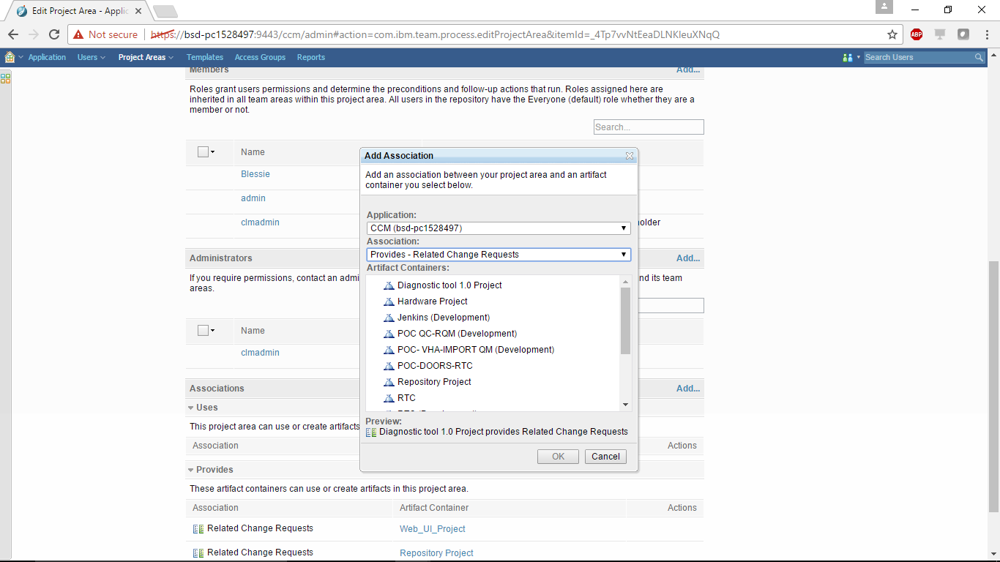 Edit Project Area - Applic
Not secure
https://bsd-pc1528497:9443/ccm/admin#action=com.ibm.team.process.editProjectArea&itemId=_4Tp7vvNtEeaDLNKIeuXNqQ
ABP
Application
Users
Project Areas
Templates
Access Groups
Reports
Search Users
Members
Add...
Roles grant users permissions and determine the preconditions and follow-up actions that run. Roles assigned here are
inherited in all team areas within this project area. All users in the repository have the Everyone (default) role whether they are a
member or not.
Search...
Name
Blessie
admin
clmadmin
older
Administrators
Add...
If you require permissions, contact an admi
nd its team
areas.
Name
clmadmin
Associations
Add...
Uses
This project area can use or create artifacts
Association
Actions
Provides
These artifact containers can use or create artifacts in this project area.
Association
Artifact Container
Actions
Related Change Requests
Web_UI_Project
Related Change Requests
Repository Project
Add Association
Add an association between your project area and an artifact
container you select below.
Application:
CCM (bsd-pc1528497)
Association:
Provides - Related Change Requests
Artifact Containers:
Diagnostic tool 1.0 Project
Hardware Project
Jenkins (Development)
POC QC-RQM (Development)
POC- VHA-IMPORT QM (Development)
POC-DOORS-RTC
Repository Project
RTC
Preview:
Diagnostic tool 1.0 Project provides Related Change Requests
OK
Cancel